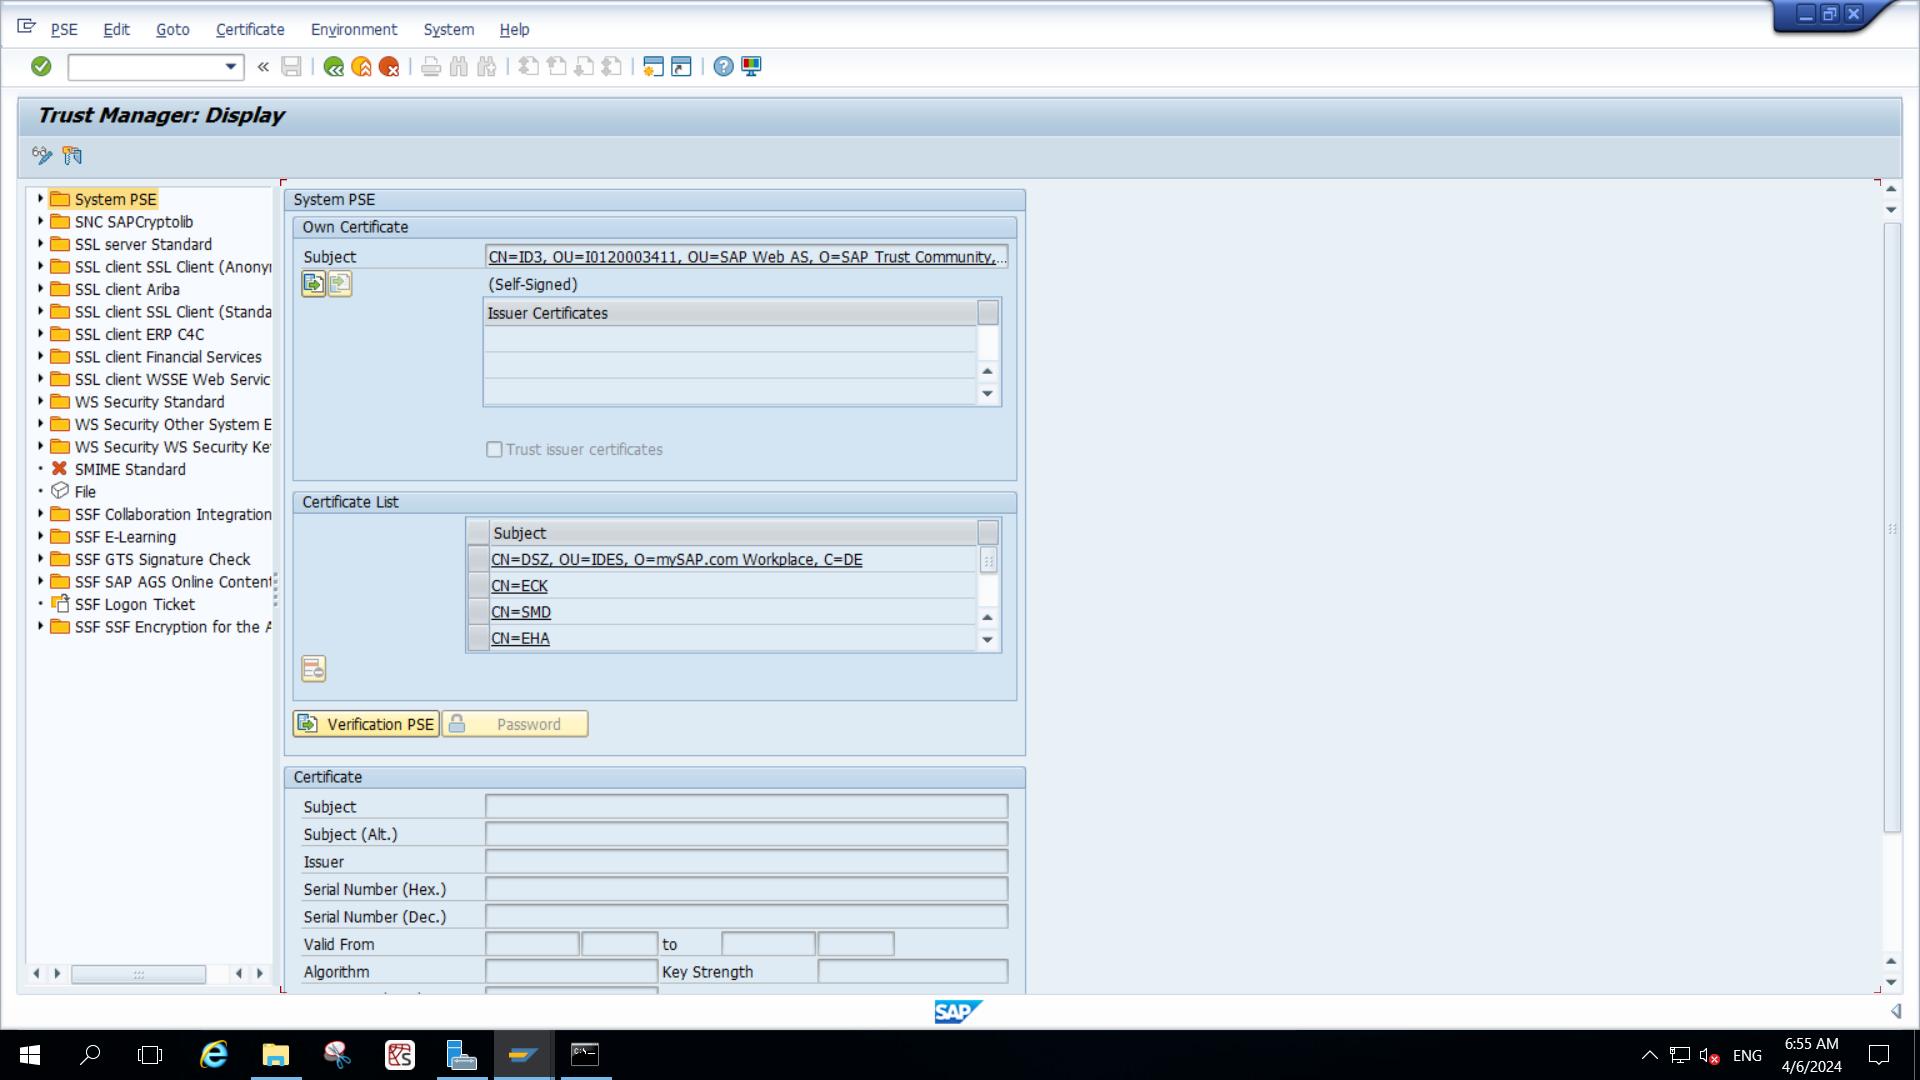 PSE Edit Goto Certificate Environment System Help
Trust Manager: Display
System PSE
SNC SAPCryptolib
SSL server Standard
SSL client SSL Client (Anony
SSL client Ariba
SSL client SSL Client (Standa
SSL client ERP C4C
SSL client Financial Services
SSL client WSSE Web Servic
WS Security Standard
WS Security Other System E
WS Security WS Security Ke
SMIME Standard
File
SSF Collaboration Integration
SSF E-Learning
SSF GTS Signature Check
SSF SAP AGS Online Content
SSF Logon Ticket
SSF SSF Encryption for the A
System PSE
Own Certificate
Subject CN=ID3, OU=I0120003411, OU=SAP Web AS, O=SAP Trust Community,...
(Self-Signed)
Issuer Certificates
Trust issuer certificates
Certificate List
Subject
CN=DSZ, OU=IDES, O=mySAP.com Workplace, C=DE
CN=ECK
CN=SMD
CN=EHA
Verification PSE Password
Certificate
Subject
Subject (Alt.)
Issuer
Serial Number (Hex.)
Serial Number (Dec.)
Valid From to
Algorithm Key Strength
SAP
ENG
6:55 AM
4/6/2024